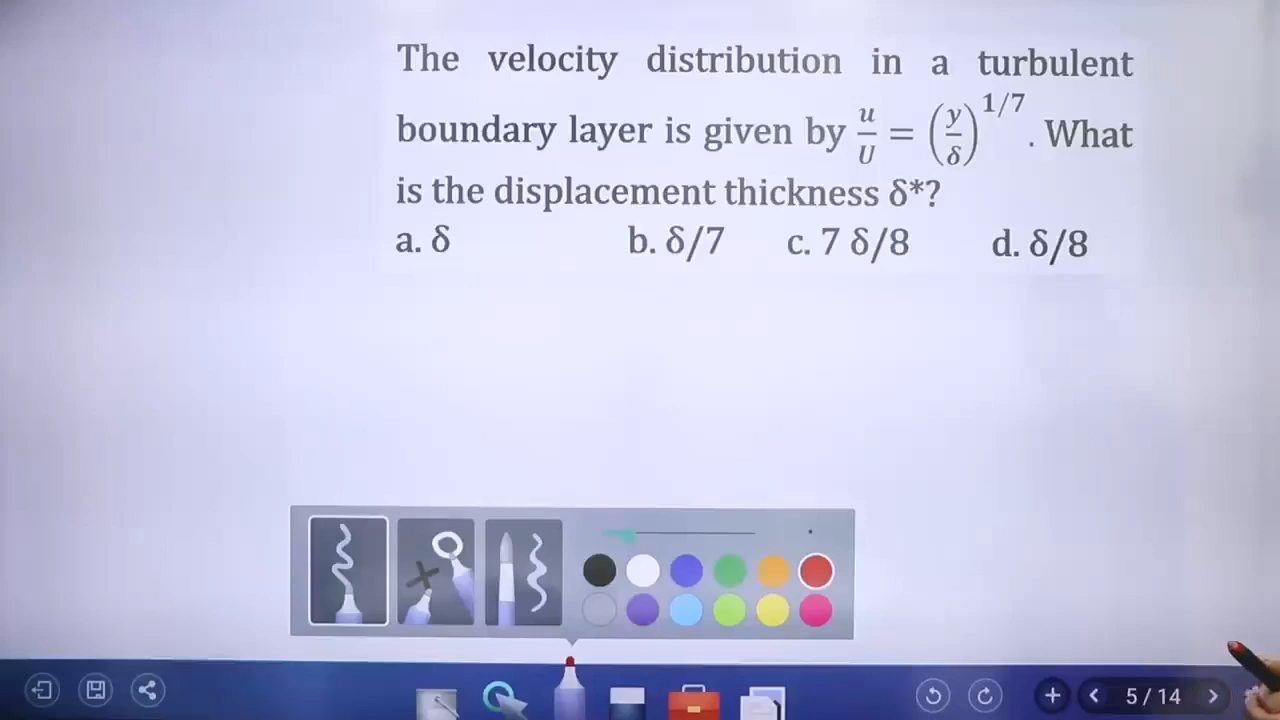 The velocity distribution in a turbulent
boundary layer is given by u/U = (y/δ)^1/7. What
is the displacement thickness δ*?
a. δ b. δ/7 c. 7 δ/8 d. δ/8
5 / 14